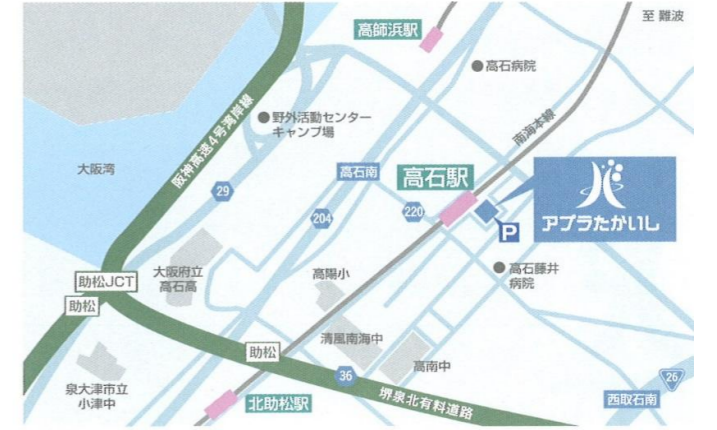 至 難波
高師浜駅
高石病院
野外活動センター
キャンプ場
南海本線
阪神高速4号湾岸線
大阪湾
高石南
高石駅
アプラたかいし
29
204
220
P
助松JCT
助松
大阪府立
高石高
高陽小
高石藤井
病院
清風南海中
助松
高南中
36
26
泉大津市立
小津中
北助松駅
堺泉北有料道路
西取石南